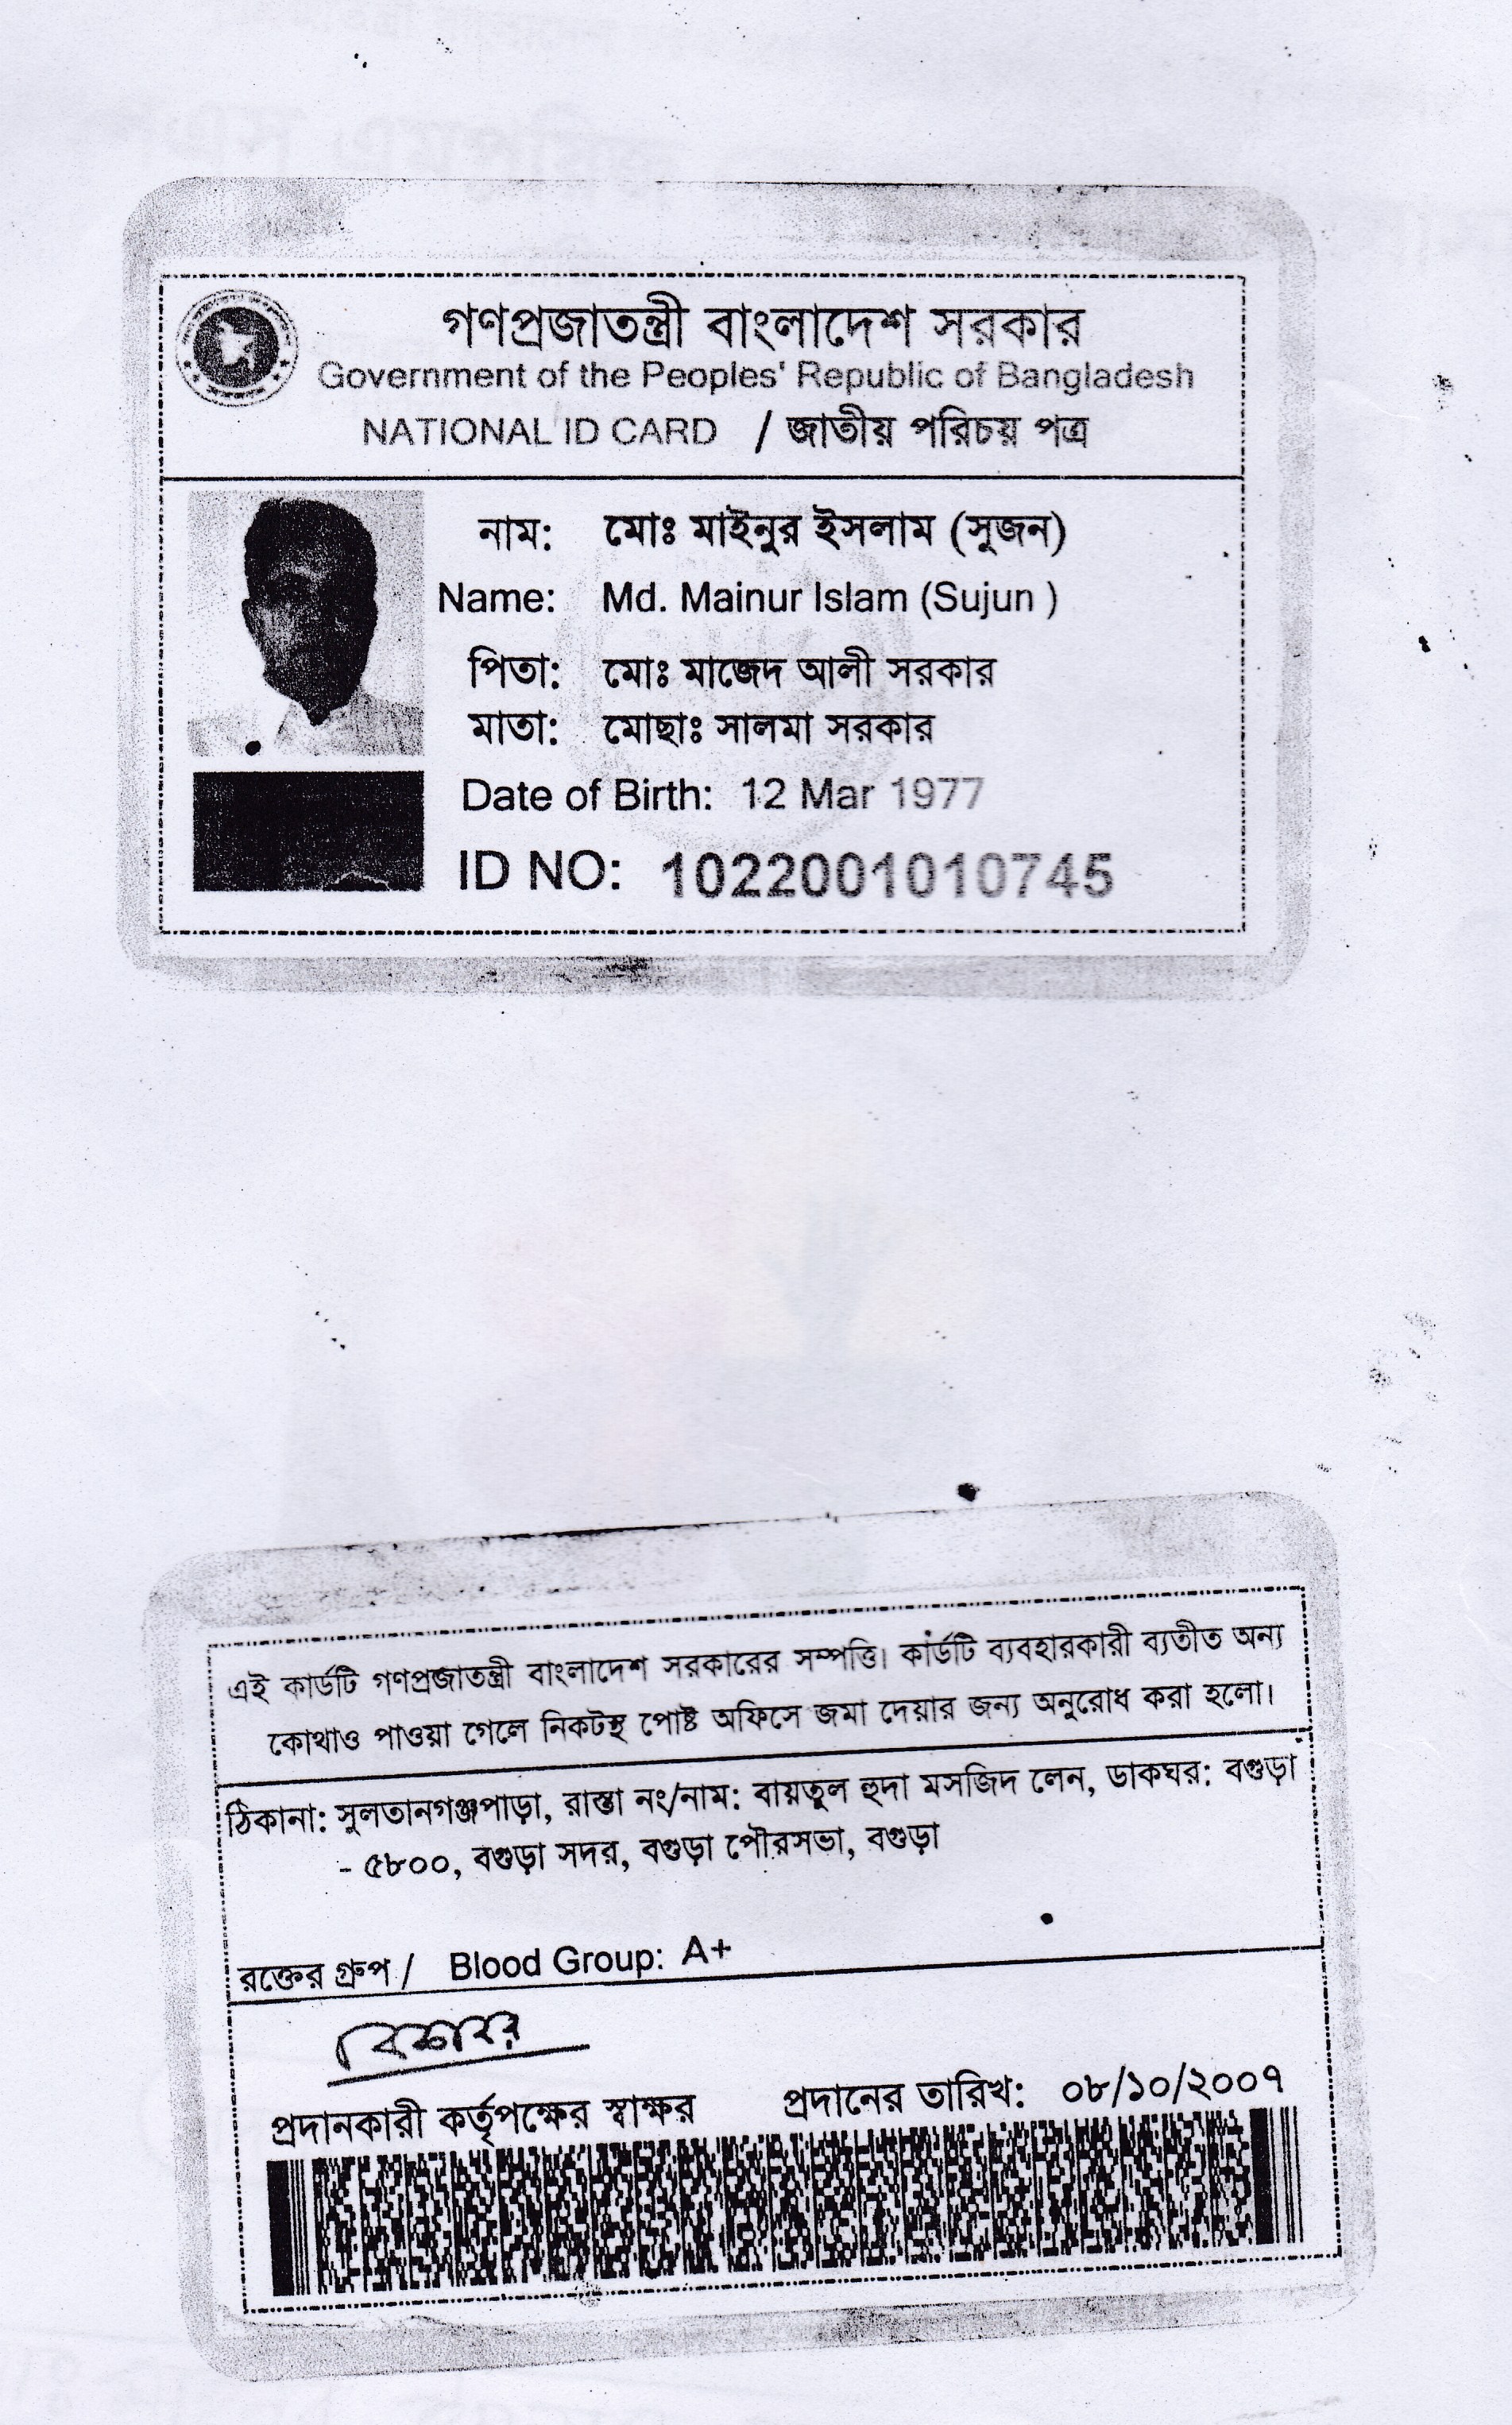 গণপ্রজাতন্ত্রী বাংলাদেশ সরকার
Government of the Peoples' Republic of Bangladesh
NATIONAL ID CARD / জাতীয় পরিচয় পত্র
নাম: মোঃ মাইনুর ইসলাম (সুজন)
Name: Md. Mainur Islam (Sujun )
পিতা: মোঃ মাজেদ আলী সরকার
মাতা: মোছাঃ সালমা সরকার
Date of Birth: 12 Mar 1977
ID NO: 1022001010745
এই কার্ডটি গণপ্রজাতন্ত্রী বাংলাদেশ সরকারের সম্পত্তি। কার্ডটি ব্যবহারকারী ব্যতীত অন্য
কোথাও পাওয়া গেলে নিকটস্থ পোষ্ট অফিসে জমা দেয়ার জন্য অনুরোধ করা হলো।
ঠিকানা: সুলতানগঞ্জপাড়া, রাস্তা নং/নাম: বায়তুল হুদা মসজিদ লেন, ডাকঘর: বগুড়া
- ৫৮০০, বগুড়া সদর, বগুড়া পৌরসভা, বগুড়া
রক্তের গ্রুপ / Blood Group: A+
প্রদানকারী কর্তৃপক্ষের স্বাক্ষর প্রদানের তারিখ: ০৮/১০/২০০৭